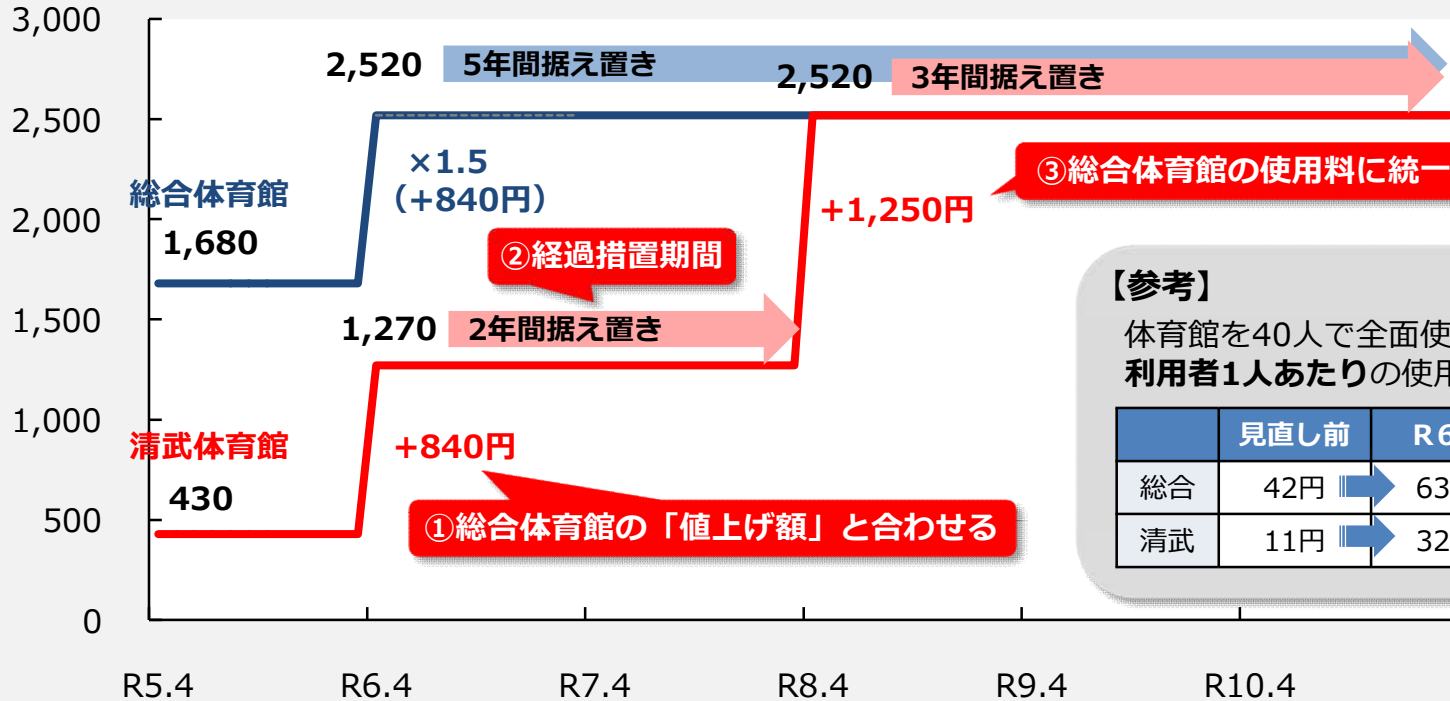 3,000
2,500
2,000
1,500
1,000
500
0
2,520
5年間据え置き
2,520
3年間据え置き
×1.5
（+840円）
総合体育館
1,680
+1,250円
③総合体育館の使用料に統一
②経過措置期間
1,270
2年間据え置き
清武体育館
430
+840円
①総合体育館の「値上げ額」と合わせる
【参考】
体育館を40人で全面使
利用者1人あたりの使用
見直し前 R6
総合 42円 63
清武 11円 32
R5.4 R6.4 R7.4 R8.4 R9.4 R10.4